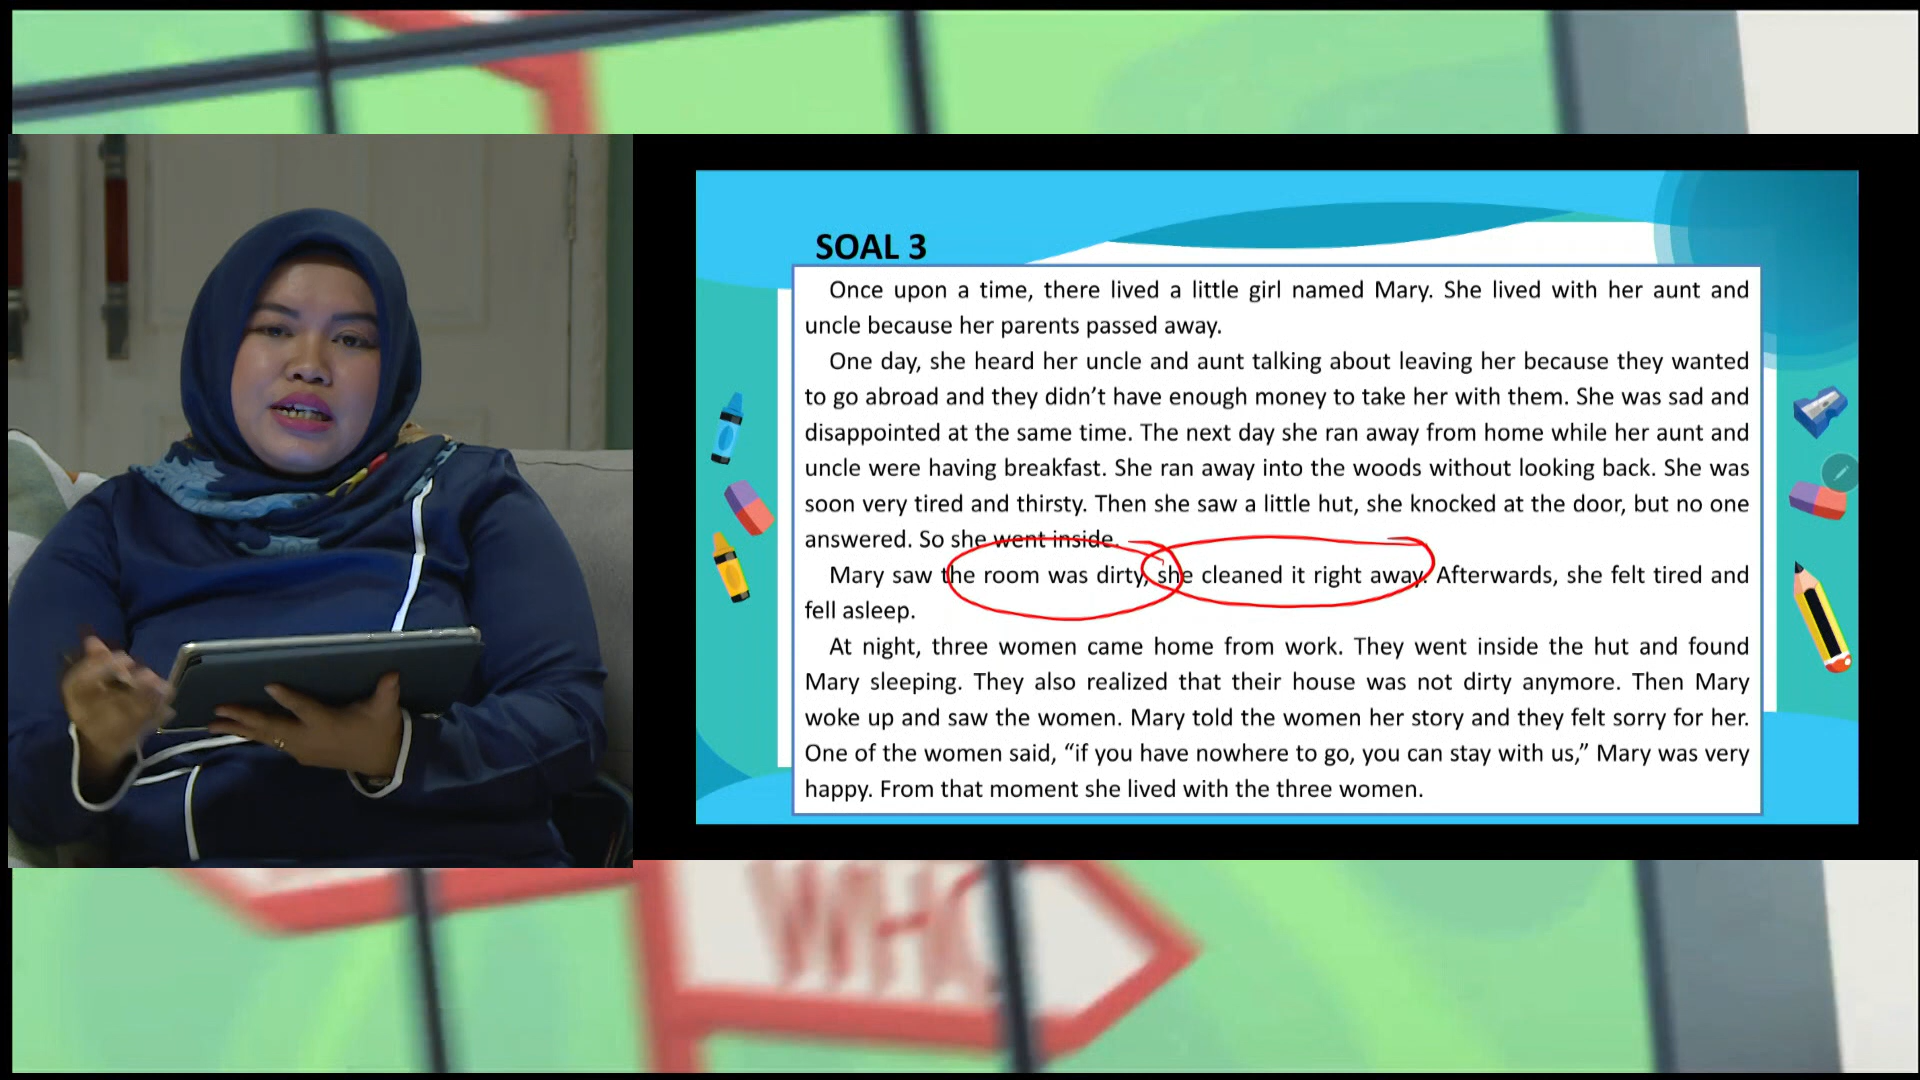 SOAL 3
Once upon a time, there lived a little girl named Mary. She lived with her aunt and
uncle because her parents passed away.
One day, she heard her uncle and aunt talking about leaving her because they wanted
to go abroad and they didn’t have enough money to take her with them. She was sad and
disappointed at the same time. The next day she ran away from home while her aunt and
uncle were having breakfast. She ran away into the woods without looking back. She was
soon very tired and thirsty. Then she saw a little hut, she knocked at the door, but no one
answered. So she went inside.
Mary saw the room was dirty, she cleaned it right away. Afterwards, she felt tired and
fell asleep.
At night, three women came home from work. They went inside the hut and found
Mary sleeping. They also realized that their house was not dirty anymore. Then Mary
woke up and saw the women. Mary told the women her story and they felt sorry for her.
One of the women said, “if you have nowhere to go, you can stay with us,” Mary was very
happy. From that moment she lived with the three women.
WHO